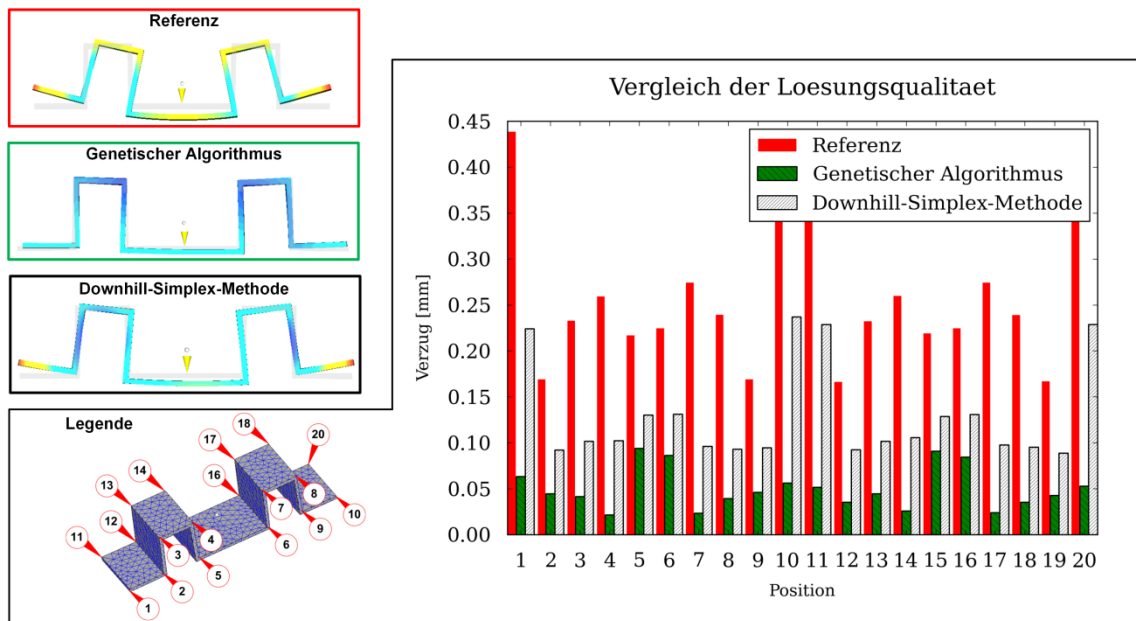 Referenz
Genetischer Algorithmus
Downhill-Simplex-Methode
Legende
18
17
20
14
13
16
12
11
8
7
10
9
4
3
6
5
2
1
Vergleich der Loesungsqualitaet
Referenz
Genetischer Algorithmus
Downhill-Simplex-Methode
Verzug [mm]
0.45
0.40
0.35
0.30
0.25
0.20
0.15
0.10
0.05
0.00
1 2 3 4 5 6 7 8 9 10 11 12 13 14 15 16 17 18 19 20
Position